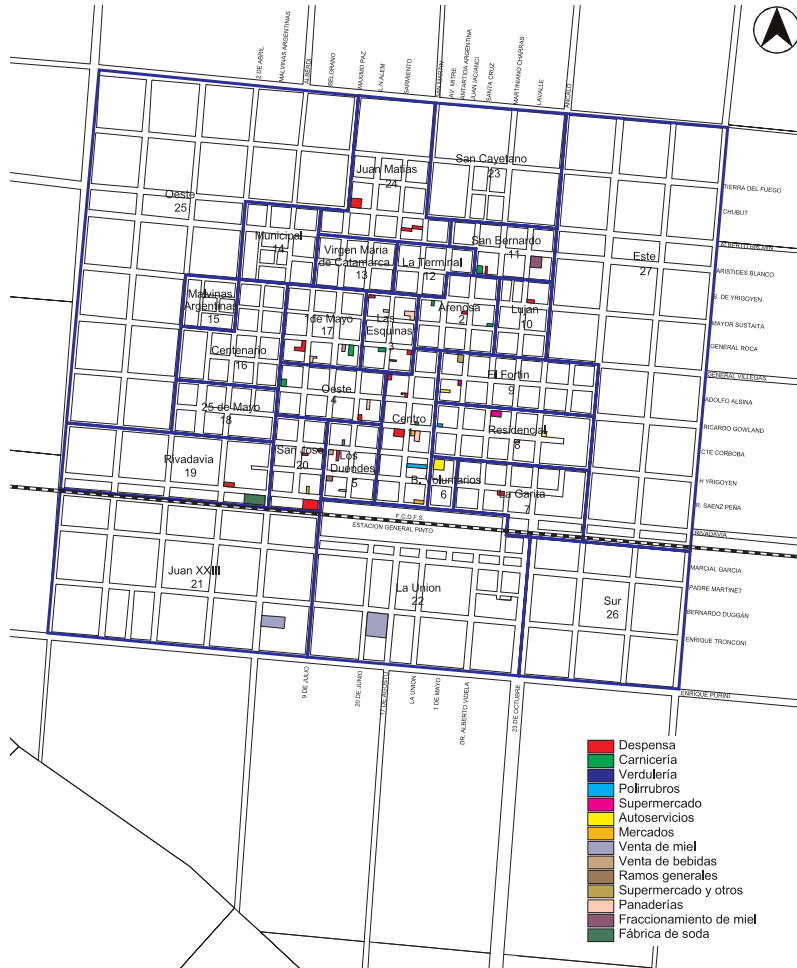 2 DE ABRIL
MALVINAS ARGENTINAS
ALBERDI
BELGRANO
MAXIMO PAZ
L.N.ALEM
SARMIENTO
SAN MARTIN
AV. MITRE
ANTARTIDA ARGENTINA
JUAN IACIANCI
SANTA CRUZ
MARTINIANO CHARRAS
LAVALLE
ANCALO
Juan Matias
24
San Cayetano
23
Oeste
25
Municipal
14
Virgen Maria
de Catamarca
13
La Terminal
12
San Bernardo
11
Este
27
Malvinas
Argentinas
15
1de Mayo
17
Las
Esquinas
3
Arenosa
2
Lujan
10
Centenario
16
Oeste
4
El Fortin
9
25 de Mayo
18
Centro
1
Residencial
8
Rivadavia
19
San Jose
20
Los
Duendes
5
B. Voluntarios
6
La Garita
7
F.C.D.F.S.
ESTACION GENERAL PINTO
Juan XXIII
21
La Union
22
Sur
26
TIERRA DEL FUEGO
CHUBUT
ALBERTO BROWN
ARISTIDES BLANCO
B. DE YRIGOYEN
MAYOR SUSTAITA
GENERAL ROCA
GENERAL VILLEGAS
ADOLFO ALSINA
RICARDO GOWLAND
CTE CORBOBA
H YRIGOYEN
R. SAENZ PEÑA
RIVADAVIA
MARCIAL GARCIA
PADRE MARTINET
BERNARDO DUGGAN
ENRIQUE TRONCONI
ENRIQUE PURINI
9 DE JULIO
20 DE JUNIO
17 DE AGOSTO
LA UNION
1 DE MAYO
DR. ALBERTO VIDELA
23 DE OCTUBRE
Despensa
Carnicería
Verdulería
Polirrubros
Supermercado
Autoservicios
Mercados
Venta de miel
Venta de bebidas
Ramos generales
Supermercado y otros
Panaderías
Fraccionamiento de miel
Fábrica de soda